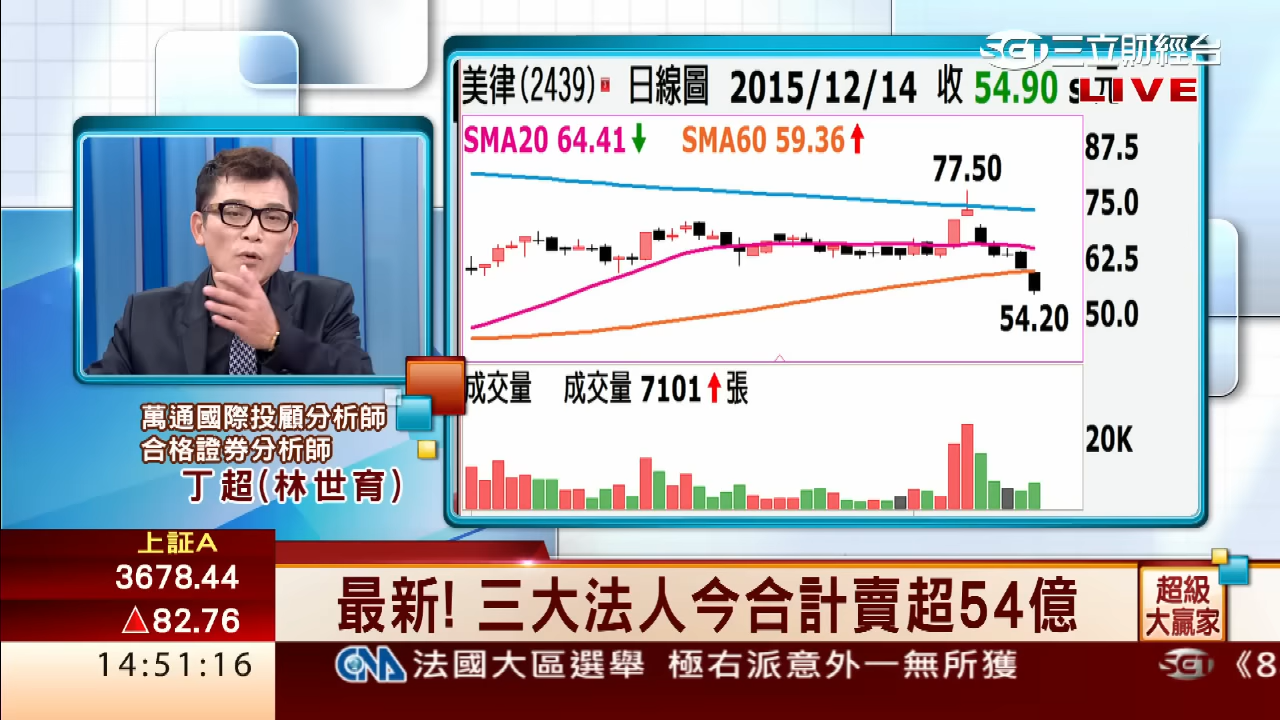 SET三立財經台
LIVE
美律(2439) 日線圖 2015/12/14 收 54.90 s元
SMA20 64.41↓ SMA60 59.36↑
87.5
77.50
75.0
62.5
54.20
50.0
成交量 成交量 7101↑張
20K
萬通國際投顧分析師
合格證券分析師
丁超(林世育)
上証A
3678.44
△82.76
14:51:16
最新!三大法人今合計賣超54億
超級
大贏家
CNA 法國大區選舉 極右派意外一無所獲
SET
《8